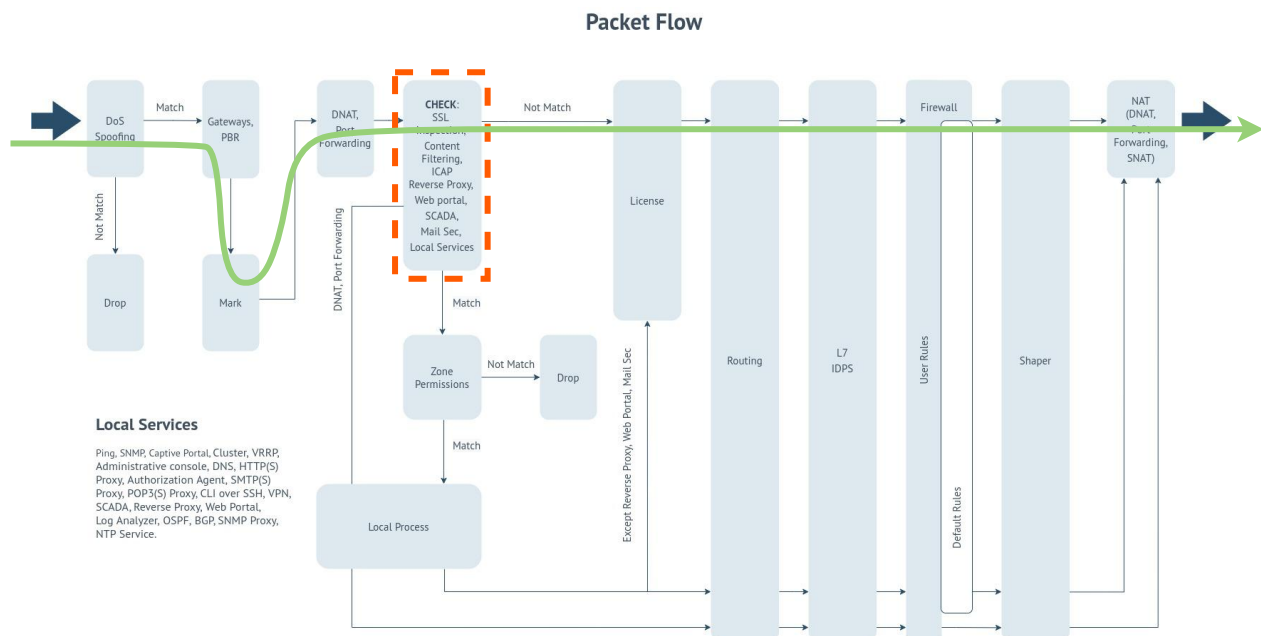 Packet Flow
DoS
Spoofing
Match
Gateways,
PBR
DNAT,
Port
Forwarding
CHECK:
SSL
Inspection,
Content
Filtering,
ICAP
Reverse Proxy,
Web portal,
SCADA,
Mail Sec,
Local Services
Not Match
License
Routing
L7
IDPS
Firewall
User Rules
Default Rules
Shaper
NAT
(DNAT,
Port
Forwarding,
SNAT)
Not Match
Drop
Mark
DNAT, Port Forwarding
Match
Zone
Permissions
Not Match
Drop
Match
Local Process
Except Reverse Proxy, Web Portal, Mail Sec
Local Services
Ping, SNMP, Captive Portal, Cluster, VRRP,
Administrative console, DNS, HTTP(S)
Proxy, Authorization Agent, SMTP(S)
Proxy, POP3(S) Proxy, CLI over SSH, VPN,
SCADA, Reverse Proxy, Web Portal,
Log Analyzer, OSPF, BGP, SNMP Proxy,
NTP Service.